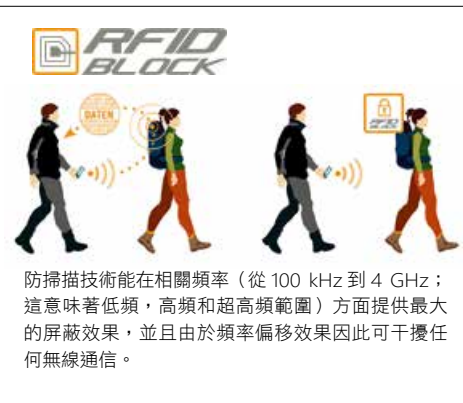 RFID
BLOCK
DATEN
RFID
BLOCK
防掃描技術能在相關頻率（從 100 kHz 到 4 GHz；
這意味著低頻，高頻和超高頻範圍）方面提供最大
的屏蔽效果，並且由於頻率偏移效果因此可干擾任
何無線通信。